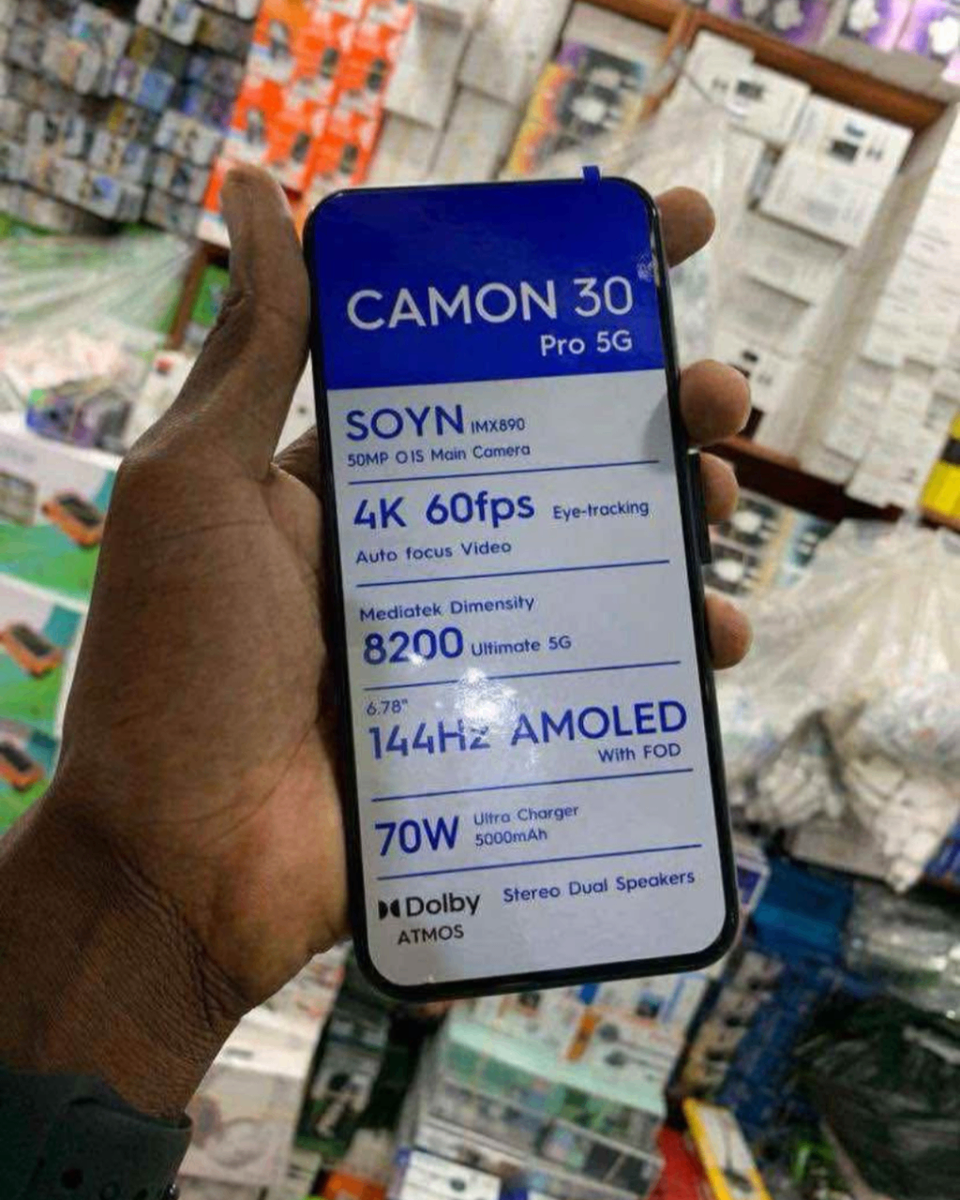 CAMON 30
Pro 5G
SOYN IMX890
50MP OIS Main Camera
4K 60fps Eye-tracking
Auto focus Video
Mediatek Dimensity
8200 Ultimate 5G
6.78"
144Hz AMOLED
With FOD
70W Ultra Charger
5000mAh
Dolby Stereo Dual Speakers
ATMOS